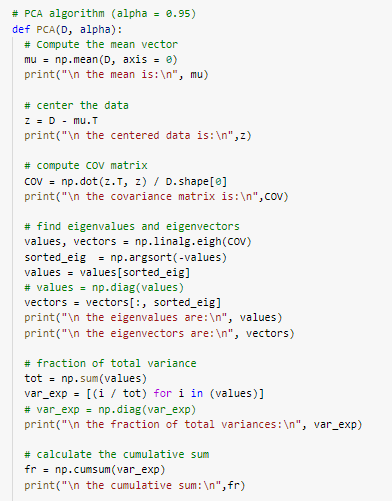 # PCA algorithm (alpha = 0.95)
def PCA(D, alpha):
  # Compute the mean vector
  mu = np.mean(D, axis = 0)
  print("\n the mean is:\n", mu)

  # center the data
  z = D - mu.T
  print("\n the centered data is:\n",z)

  # compute COV matrix
  COV = np.dot(z.T, z) / D.shape[0]
  print("\n the covariance matrix is:\n",COV)

  # find eigenvalues and eigenvectors
  values, vectors = np.linalg.eigh(COV)
  sorted_eig  = np.argsort(-values)
  values = values[sorted_eig]
  # values = np.diag(values)
  vectors = vectors[:, sorted_eig]
  print("\n the eigenvalues are:\n", values)
  print("\n the eigenvectors are:\n", vectors)

  # fraction of total variance
  tot = np.sum(values)
  var_exp = [(i / tot) for i in (values)]
  # var_exp = np.diag(var_exp)
  print("\n the fraction of total variances:\n", var_exp)

  # calculate the cumulative sum
  fr = np.cumsum(var_exp)
  print("\n the cumulative sum:\n",fr)